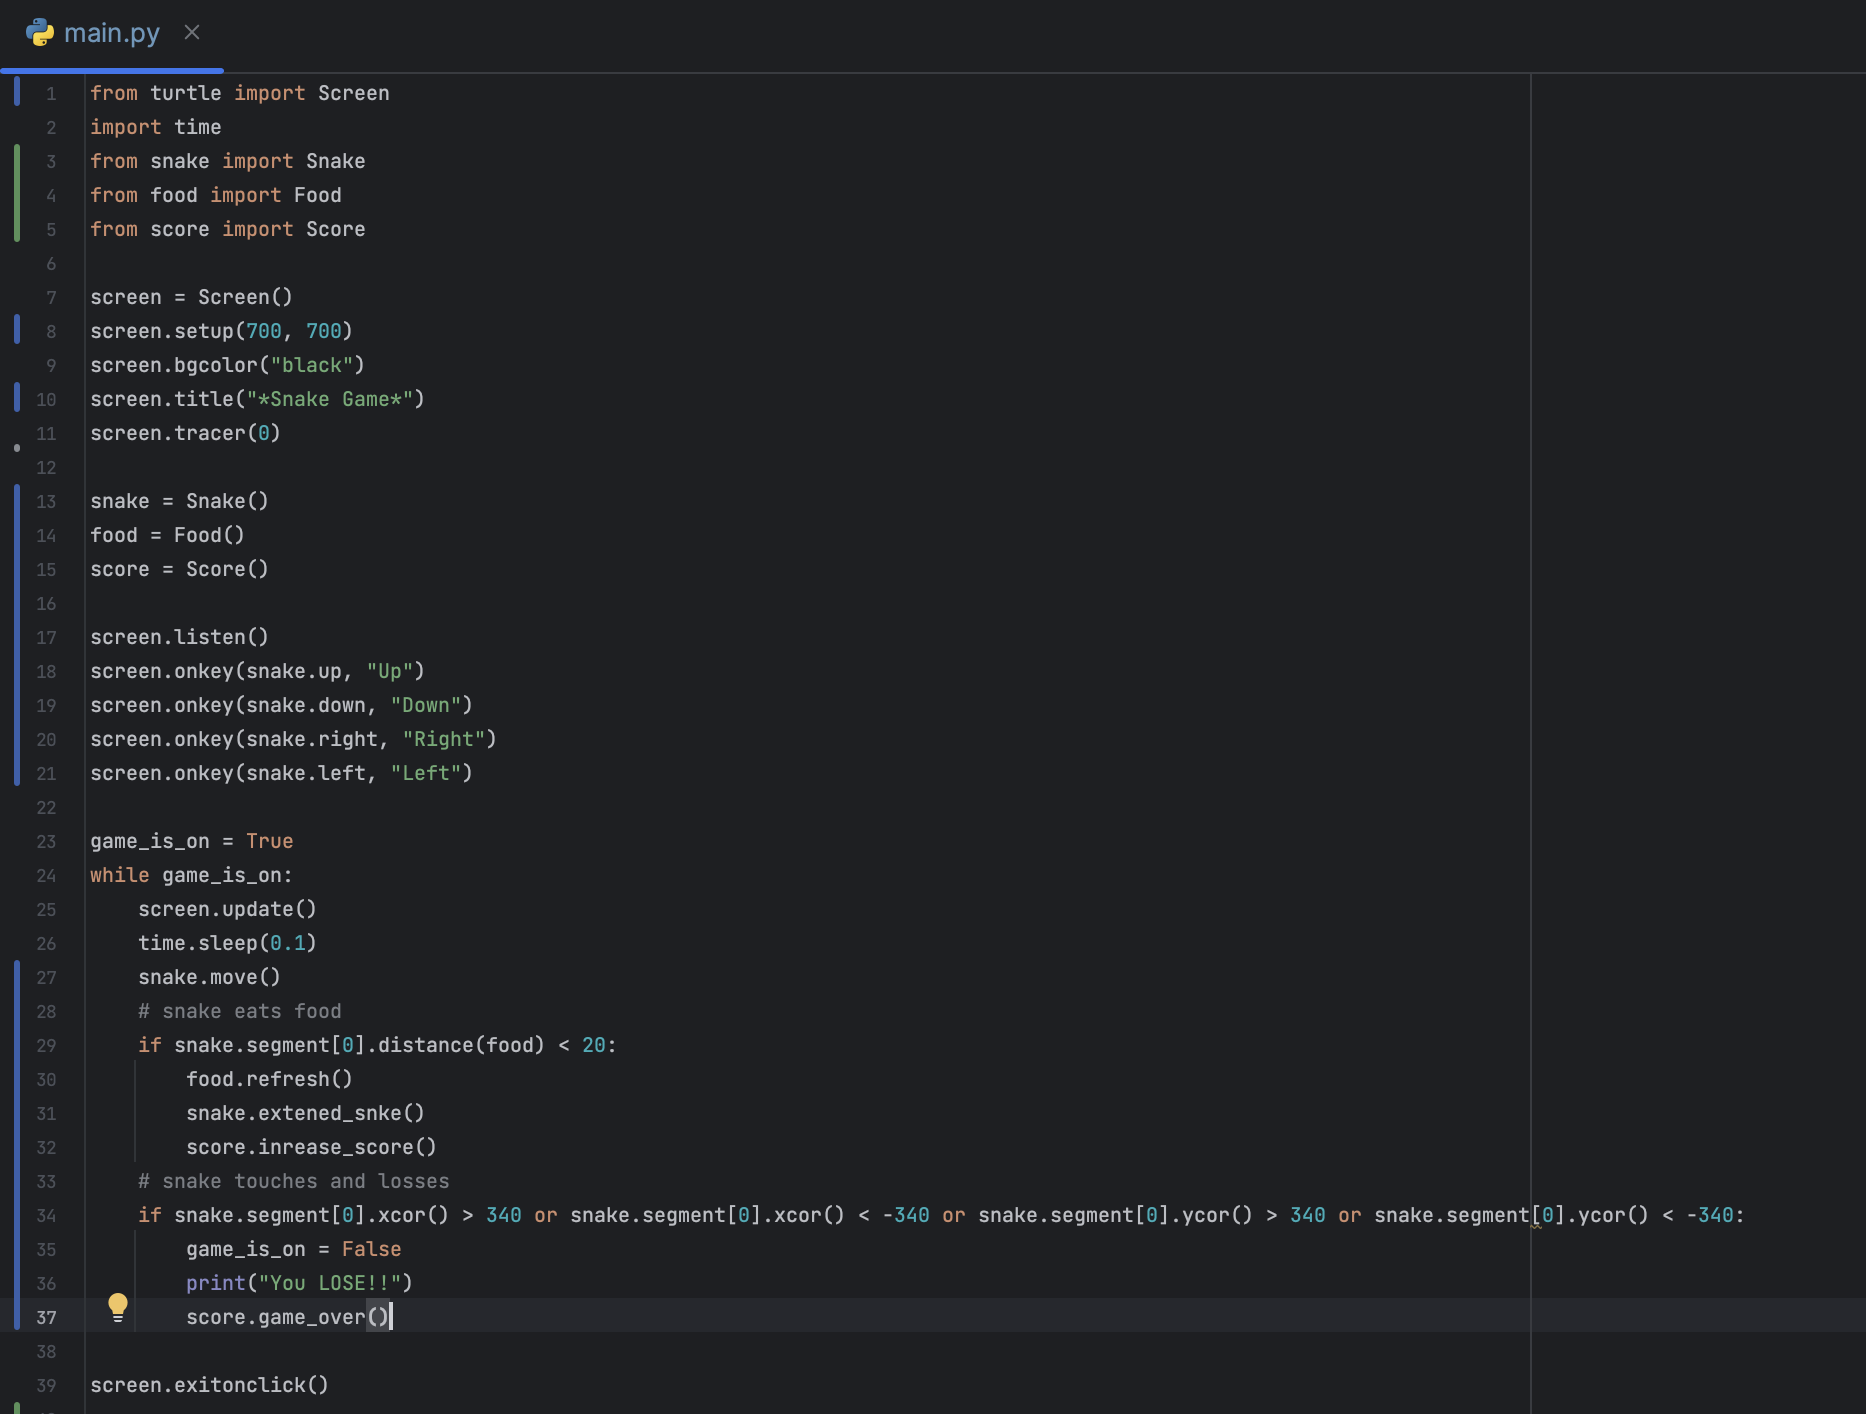 main.py
1 from turtle import Screen
2 import time
3 from snake import Snake
4 from food import Food
5 from score import Score
6
7 screen = Screen()
8 screen.setup(700, 700)
9 screen.bgcolor("black")
10 screen.title("*Snake Game*")
11 screen.tracer(0)
12
13 snake = Snake()
14 food = Food()
15 score = Score()
16
17 screen.listen()
18 screen.onkey(snake.up, "Up")
19 screen.onkey(snake.down, "Down")
20 screen.onkey(snake.right, "Right")
21 screen.onkey(snake.left, "Left")
22
23 game_is_on = True
24 while game_is_on:
25     screen.update()
26     time.sleep(0.1)
27     snake.move()
28     # snake eats food
29     if snake.segment[0].distance(food) < 20:
30         food.refresh()
31         snake.extened_snke()
32         score.inrease_score()
33     # snake touches and losses
34     if snake.segment[0].xcor() > 340 or snake.segment[0].xcor() < -340 or snake.segment[0].ycor() > 340 or snake.segment[0].ycor() < -340:
35         game_is_on = False
36         print("You LOSE!!")
37         score.game_over()
38
39 screen.exitonclick()